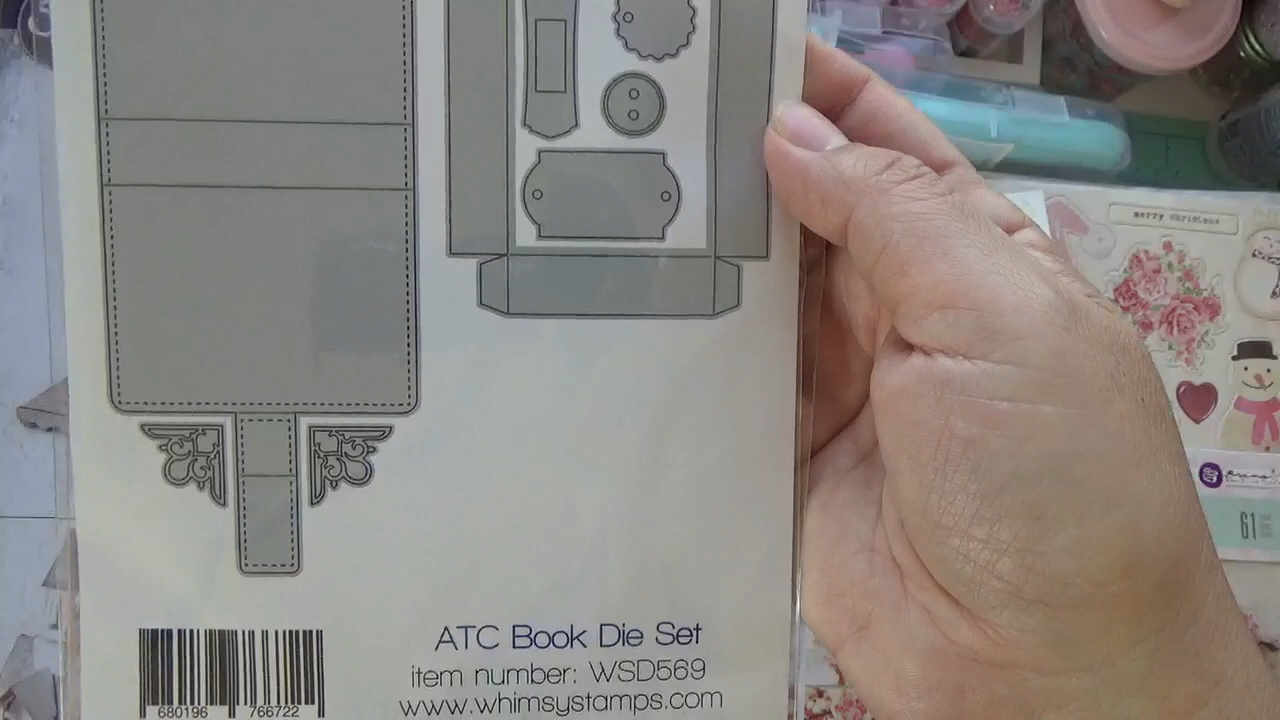 merry christmas
61
ATC Book Die Set
item number: WSD569
www.whimsystamps.com
680196 766722